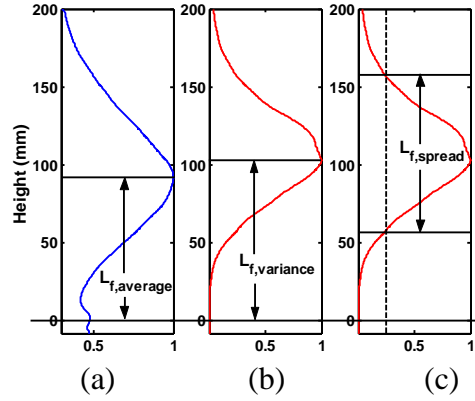 200 200 200
150 150 150
100 100 100
50 50 50
0 0 0
0.5 1 0.5 1 0.5 1
Height (mm)
L_f,average
L_f,variance
L_f,spread
(a) (b) (c)